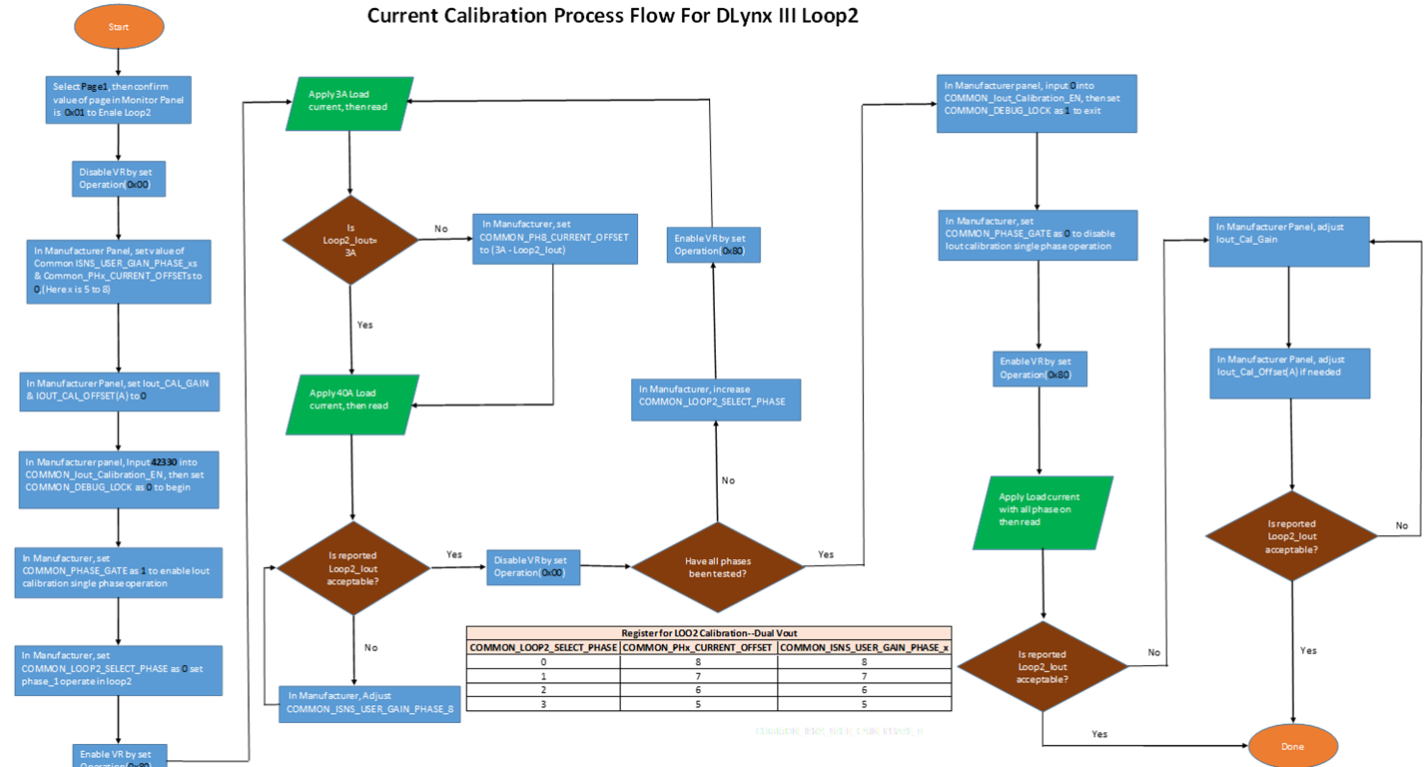 Current Calibration Process Flow For DLynx III Loop2
Start
Select Page1, then confirm
value of page in Monitor Panel
is 0x01 to Enale Loop2
Disable VR by set
Operation(0x00)
In Manufacturer Panel, set value of
Common ISNS_USER_GIAN_PHASE_xs
& Common_PHx_CURRENT_OFFSETs to
0 (Here x is 5 to 8)
In Manufacturer Panel, set Iout_CAL_GAIN
& IOUT_CAL_OFFSET(A) to 0
In Manufacturer panel, Input 42330 into
COMMON_Iout_Calibration_EN, then set
COMMON_DEBUG_LOCK as 0 to begin
In Manufacturer, set
COMMON_PHASE_GATE as 1 to enable Iout
calibration single phase operation
In Manufacturer, set
COMMON_LOOP2_SELECT_PHASE as 0 set
phase_1 operate in loop2
Enable VR by set
Apply 3A Load
current, then read
Is
Loop2_Iout=
3A
No
In Manufacturer, set
COMMON_PH8_CURRENT_OFFSET
to (3A - Loop2_Iout)
Yes
Apply 40A Load
current, then read
Is reported
Loop2_Iout
acceptable?
Yes
No
In Manufacturer, Adjust
COMMON_ISNS_USER_GAIN_PHASE_8
Disable VR by set
Operation(0x00)
Have all phases
been tested?
No
In Manufacturer, increase
COMMON_LOOP2_SELECT_PHASE
Enable VR by set
Operation(0x80)
Yes
Register for LOO2 Calibration--Dual Vout
COMMON_LOOP2_SELECT_PHASE COMMON_PHx_CURRENT_OFFSET COMMON_ISNS_USER_GAIN_PHASE_x
0 8 8
1 7 7
2 6 6
3 5 5
In Manufacturer panel, input 0 into
COMMON_Iout_Calibration_EN, then set
COMMON_DEBUG_LOCK as 1 to exit
In Manufacturer, set
COMMON_PHASE_GATE as 0 to disable
Iout calibration single phase operation
Enable VR by set
Operation(0x80)
Apply Load current
with all phase on
then read
Is reported
Loop2_Iout
acceptable?
No
Yes
In Manufacturer Panel, adjust
Iout_Cal_Gain
In Manufacturer Panel, adjust
Iout_Cal_Offset(A) if needed
Is reported
Loop2_Iout
acceptable?
No
Yes
Done